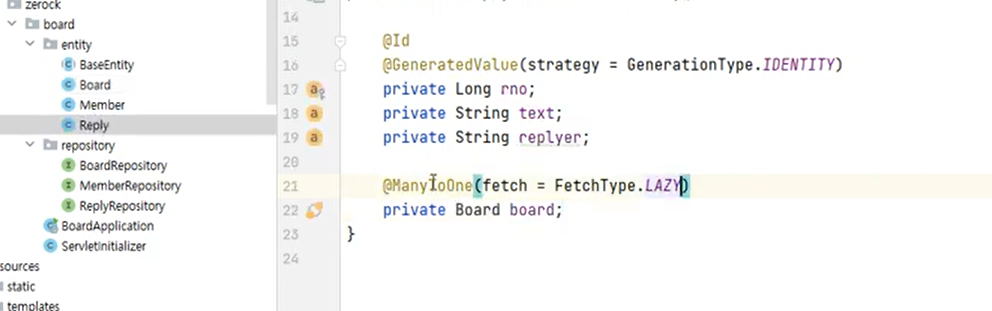 zerock
board
entity
BaseEntity
Board
Member
Reply
repository
BoardRepository
MemberRepository
ReplyRepository
BoardApplication
ServletInitializer
sources
static
templates
14
15 @Id
16 @GeneratedValue(strategy = GenerationType.IDENTITY)
17 private Long rno;
18 private String text;
19 private String replyer;
20
21 @ManyToOne(fetch = FetchType.LAZY)
22 private Board board;
23 }
24